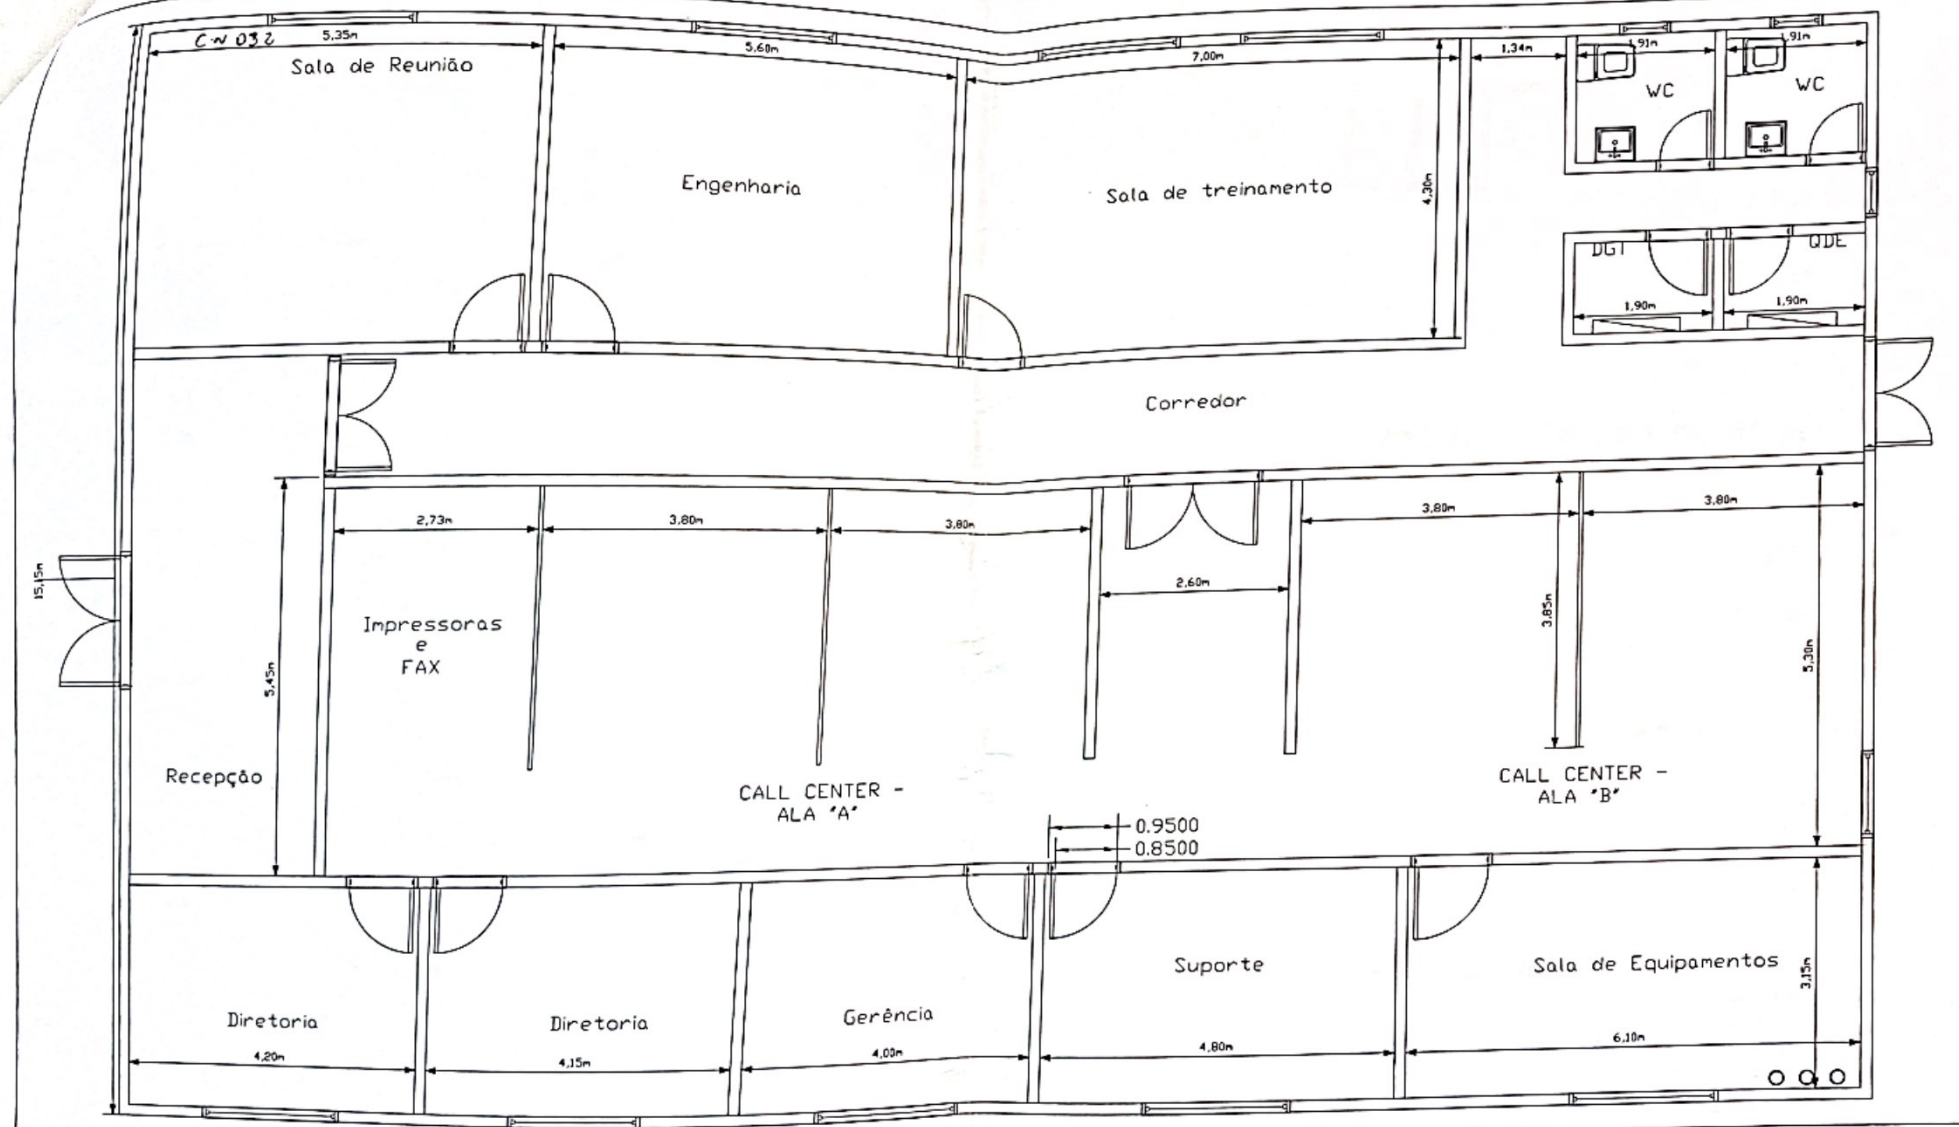 C-N 032
5,35m
5,60m
7,00m
1,34m
1,91m
1,91m
Sala de Reunião
WC
WC
Engenharia
Sala de treinamento
4,30m
DGT
QDE
1,90m
1,90m
Corredor
2,73m
3,80m
3,80m
3,80m
3,80m
2,60m
15,15m
3,85m
5,30m
5,45m
Impressoras
e
FAX
Recepção
CALL CENTER -
ALA "A"
CALL CENTER -
ALA "B"
0.9500
0.8500
Diretoria
Diretoria
Gerência
Suporte
Sala de Equipamentos
3,15m
4,20m
4,15m
4,00m
4,80m
6,10m